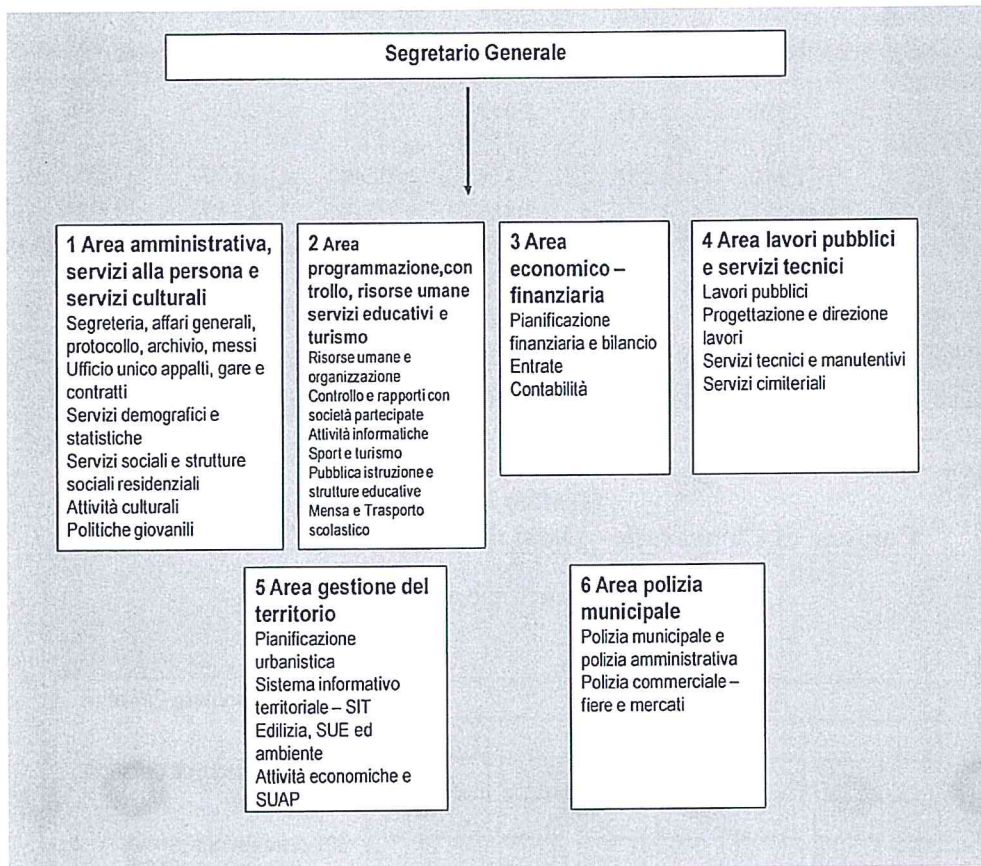 Segretario Generale
1 Area amministrativa,
servizi alla persona e
servizi culturali
Segreteria, affari generali,
protocollo, archivio, messi
Ufficio unico appalti, gare e
contratti
Servizi demografici e
statistiche
Servizi sociali e strutture
sociali residenziali
Attività culturali
Politiche giovanili
2 Area
programmazione,con
trollo, risorse umane
servizi educativi e
turismo
Risorse umane e
organizzazione
Controllo e rapporti con
società partecipate
Attività informatiche
Sport e turismo
Pubblica istruzione e
strutture educative
Mensa e Trasporto
scolastico
3 Area
economico –
finanziaria
Pianificazione
finanziaria e bilancio
Entrate
Contabilità
4 Area lavori pubblici
e servizi tecnici
Lavori pubblici
Progettazione e direzione
lavori
Servizi tecnici e manutentivi
Servizi cimiteriali
5 Area gestione del
territorio
Pianificazione
urbanistica
Sistema informativo
territoriale – SIT
Edilizia, SUE ed
ambiente
Attività economiche e
SUAP
6 Area polizia
municipale
Polizia municipale e
polizia amministrativa
Polizia commerciale –
fiere e mercati